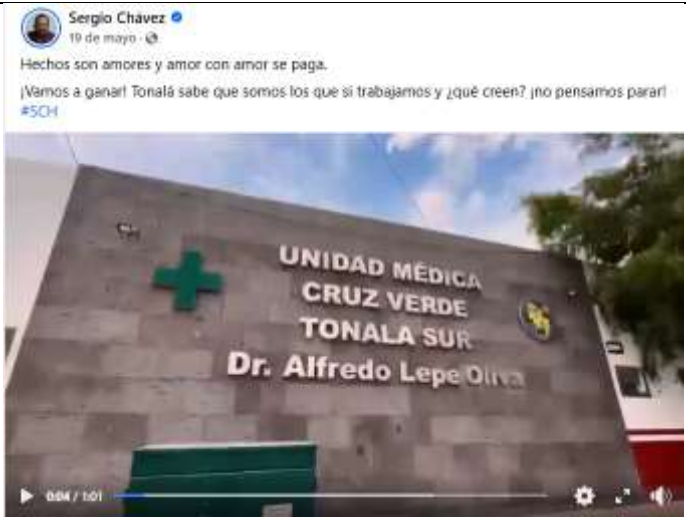 Sergio Chávez
19 de mayo
Hechos son amores y amor con amor se paga.
¡Vamos a ganar! Tonalá sabe que somos los que si trabajamos y ¿qué creen? ¡no pensamos parar!
#SCH
UNIDAD MÉDICA
CRUZ VERDE
TONALA SUR
Dr. Alfredo Lepe Oliva
0:04 / 1:01